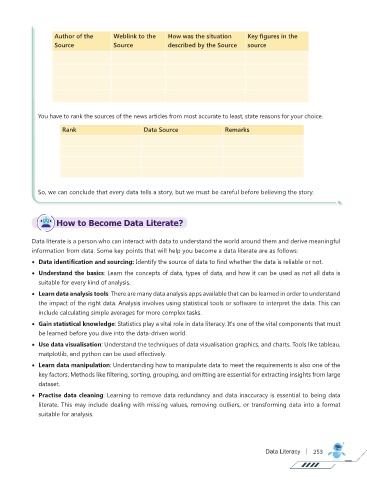 Author of the Weblink to the How was the situation Key figures in the
Source Source described by the Source source
You have to rank the sources of the news articles from most accurate to least, state reasons for your choice.
Rank Data Source Remarks
So, we can conclude that every data tells a story, but we must be careful before believing the story.
How to Become Data Literate?
Data literate is a person who can interact with data to understand the world around them and derive meaningful
information from data. Some key points that will help you become a data literate are as follows:
• Data identification and sourcing: Identify the source of data to find whether the data is reliable or not.
• Understand the basics: Learn the concepts of data, types of data, and how it can be used as not all data is
suitable for every kind of analysis.
• Learn data analysis tools: There are many data analysis apps available that can be learned in order to understand
the impact of the right data. Analysis involves using statistical tools or software to interpret the data. This can
include calculating simple averages for more complex tasks.
• Gain statistical knowledge: Statistics play a vital role in data literacy. It's one of the vital components that must
be learned before you dive into the data-driven world.
• Use data visualisation: Understand the techniques of data visualisation graphics, and charts. Tools like tableau,
matplotlib, and python can be used effectively.
• Learn data manipulation: Understanding how to manipulate data to meet the requirements is also one of the
key factors. Methods like filtering, sorting, grouping, and omitting are essential for extracting insights from large
dataset.
• Practise data cleaning: Learning to remove data redundancy and data inaccuracy is essential to being data
literate. This may include dealing with missing values, removing outliers, or transforming data into a format
suitable for analysis.
Data Literacy | 253